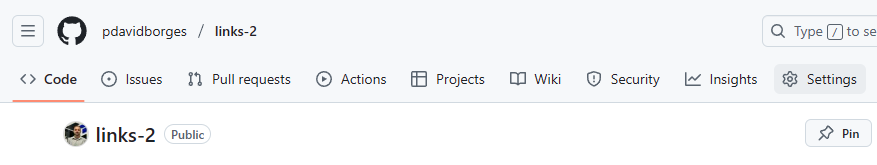 pdavidborges / links-2
Type / to se
Code Issues Pull requests Actions Projects Wiki Security Insights Settings
links-2 Public
Pin